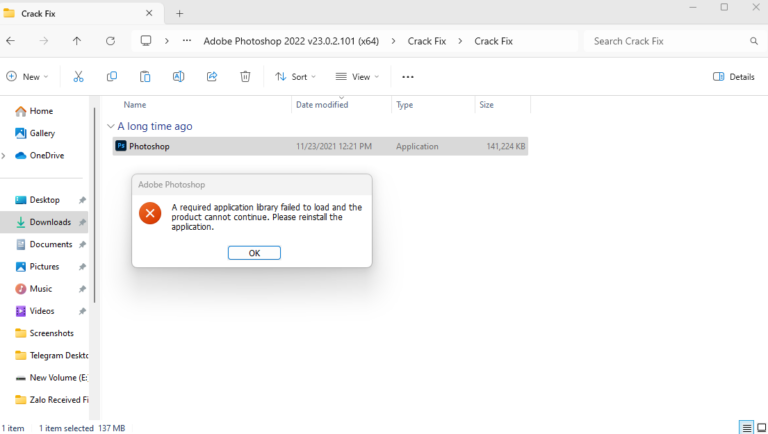 Crack Fix
Adobe Photoshop 2022 v23.0.2.101 (x64) Crack Fix Crack Fix
Search Crack Fix
New
Sort
View
Details
Name Date modified Type Size
Home
Gallery
OneDrive
Desktop
Downloads
Documents
Pictures
Music
Videos
Screenshots
Telegram Deskto
New Volume (E:
Zalo Received Fi
A long time ago
Ps Photoshop 11/23/2021 12:21 PM Application 141,224 KB
Adobe Photoshop
A required application library failed to load and the
product cannot continue. Please reinstall the
application.
OK
1 item 1 item selected 137 MB